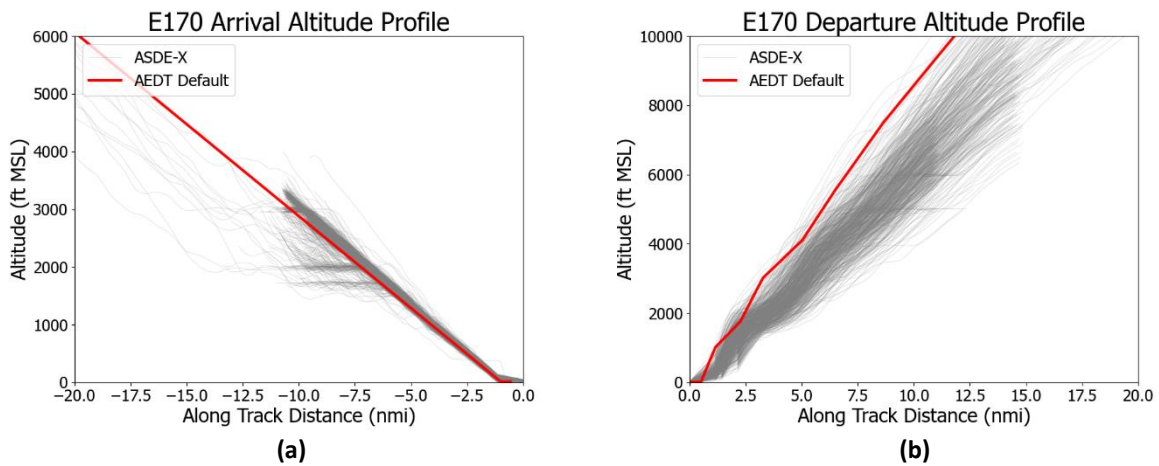 E170 Arrival Altitude Profile
6000
5000
4000
3000
2000
1000
0
Altitude (ft MSL)
ASDE-X
AEDT Default
−20.0 −17.5 −15.0 −12.5 −10.0 −7.5 −5.0 −2.5 0.0
Along Track Distance (nmi)
(a)
E170 Departure Altitude Profile
10000
8000
6000
4000
2000
0
Altitude (ft MSL)
ASDE-X
AEDT Default
0.0 2.5 5.0 7.5 10.0 12.5 15.0 17.5 20.0
Along Track Distance (nmi)
(b)